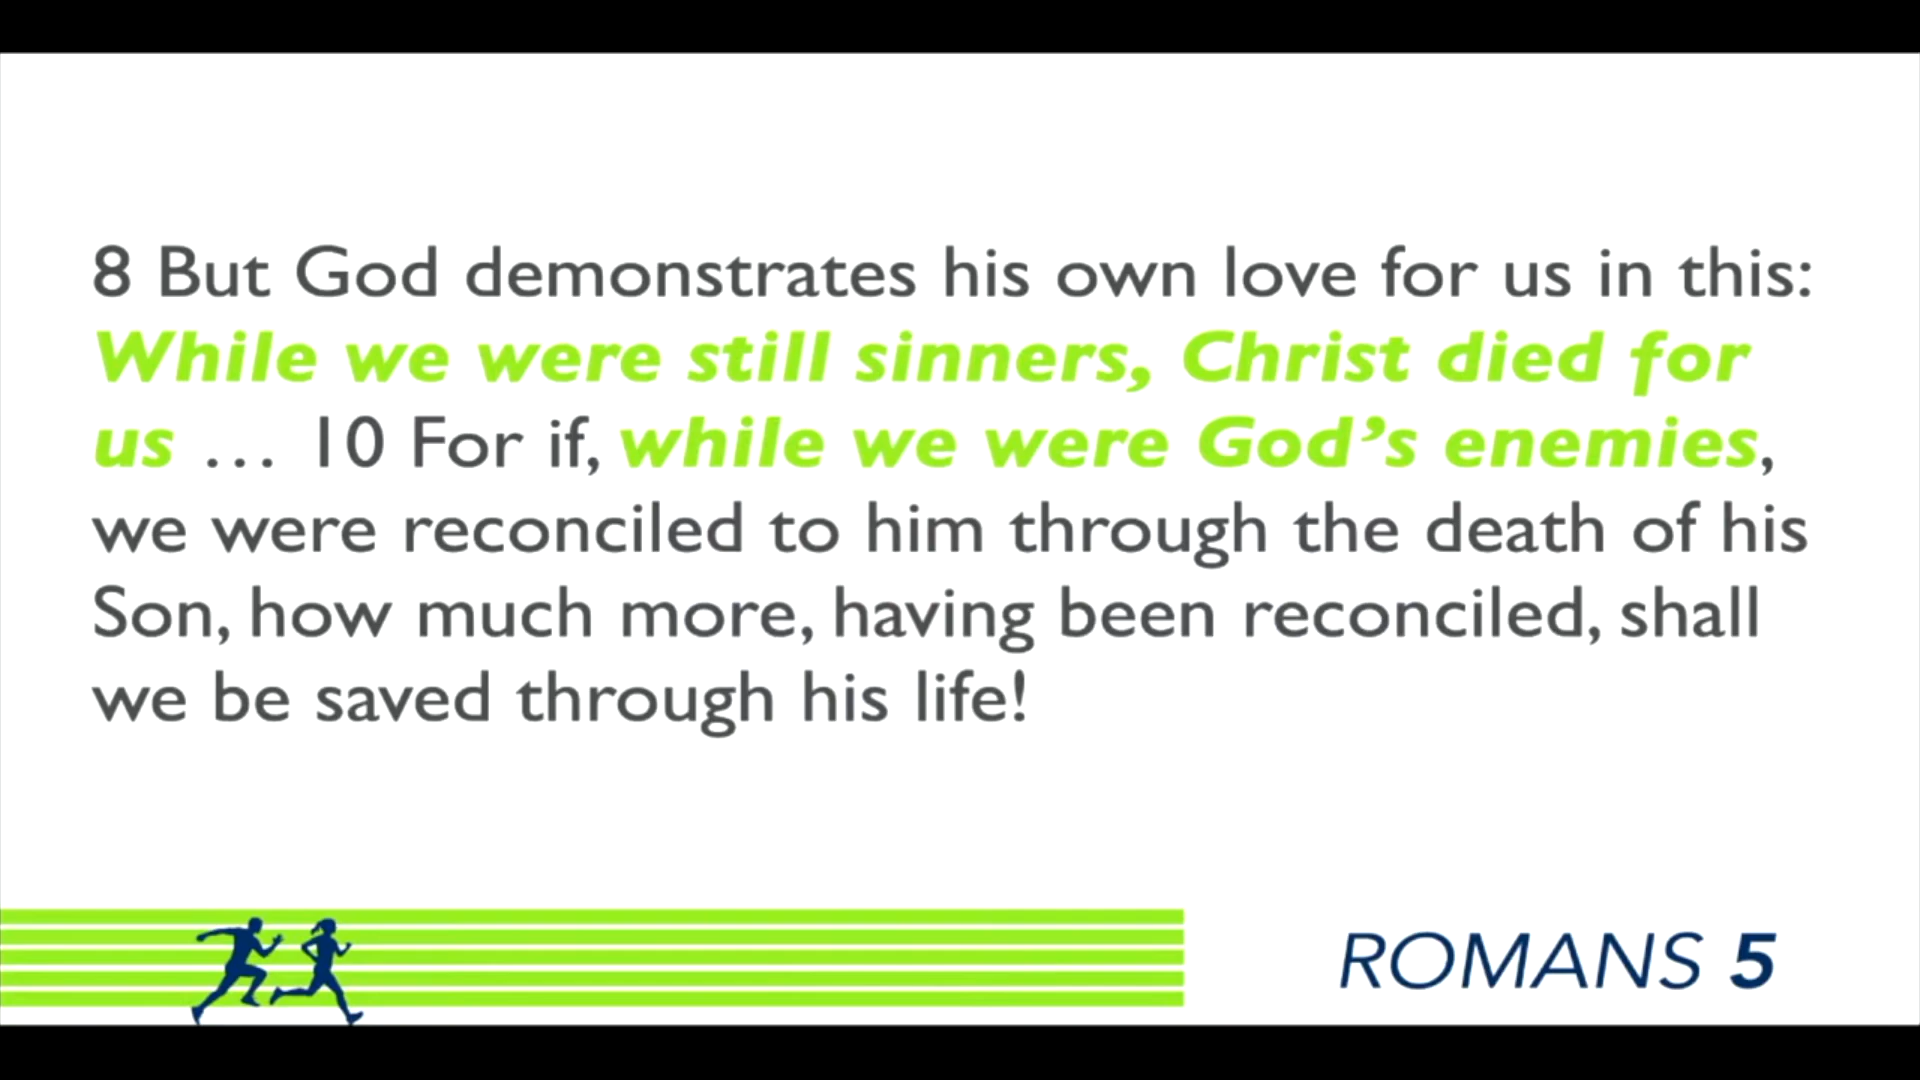 8 But God demonstrates his own love for us in this:
While we were still sinners, Christ died for
us … 10 For if, while we were God’s enemies,
we were reconciled to him through the death of his
Son, how much more, having been reconciled, shall
we be saved through his life!
ROMANS 5